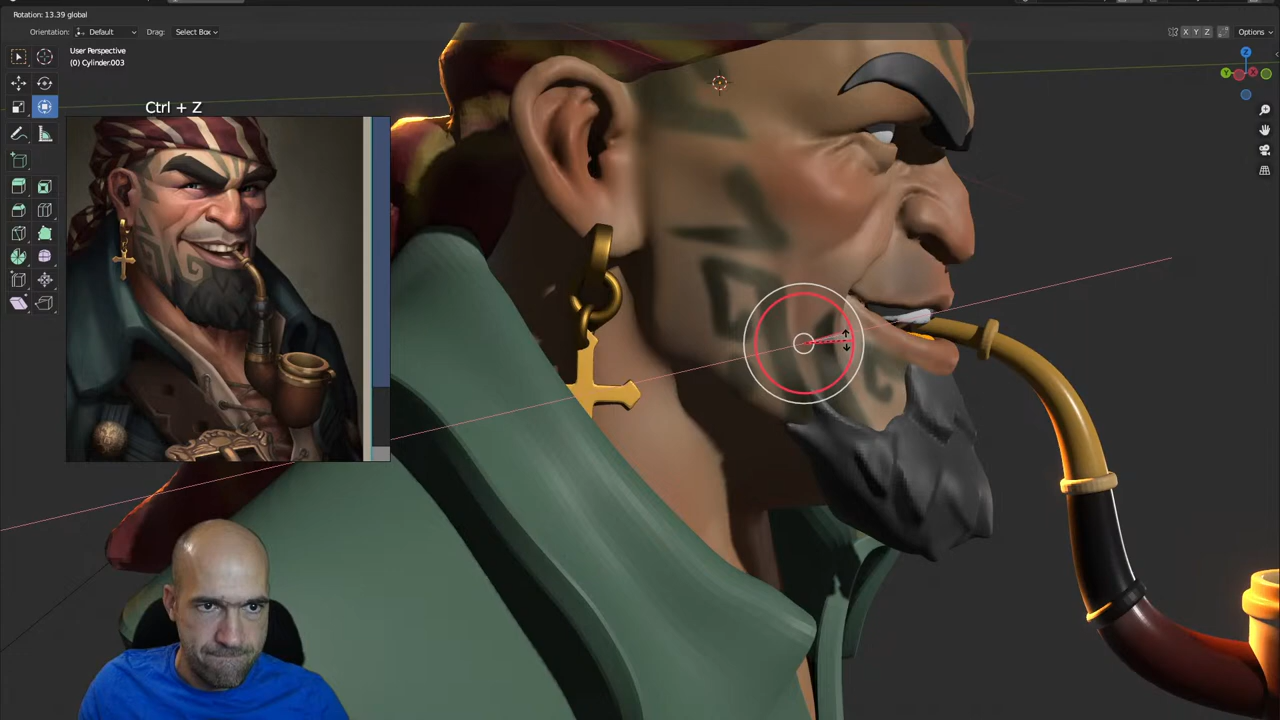 Rotation: 13.39 global
Orientation: Default Drag: Select Box X Y Z Options
User Perspective
(0) Cylinder.003
Z
Y X
Ctrl + Z